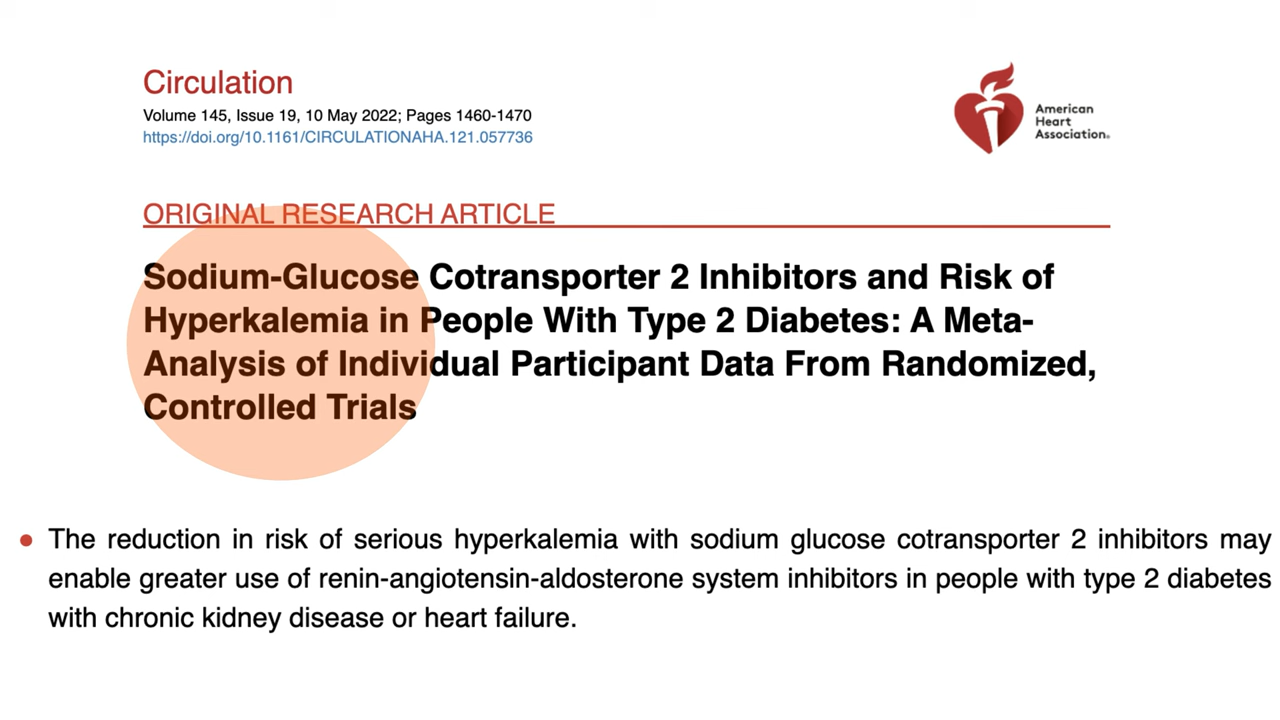 Circulation
Volume 145, Issue 19, 10 May 2022; Pages 1460-1470
https://doi.org/10.1161/CIRCULATIONAHA.121.057736
American
Heart
Association®
ORIGINAL RESEARCH ARTICLE
Sodium-Glucose Cotransporter 2 Inhibitors and Risk of
Hyperkalemia in People With Type 2 Diabetes: A Meta-
Analysis of Individual Participant Data From Randomized,
Controlled Trials
• The reduction in risk of serious hyperkalemia with sodium glucose cotransporter 2 inhibitors may
enable greater use of renin-angiotensin-aldosterone system inhibitors in people with type 2 diabetes
with chronic kidney disease or heart failure.